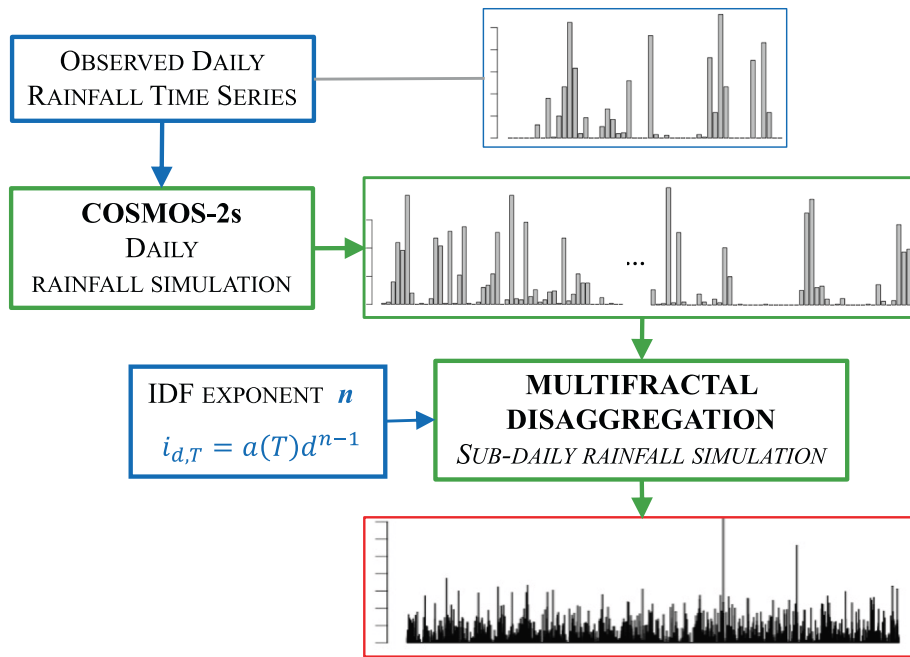 OBSERVED DAILY
RAINFALL TIME SERIES
COSMOS-2s
DAILY
RAINFALL SIMULATION
...
IDF EXPONENT n
i_{d,T} = a(T)d^{n-1}
MULTIFRACTAL
DISAGGREGATION
SUB-DAILY RAINFALL SIMULATION